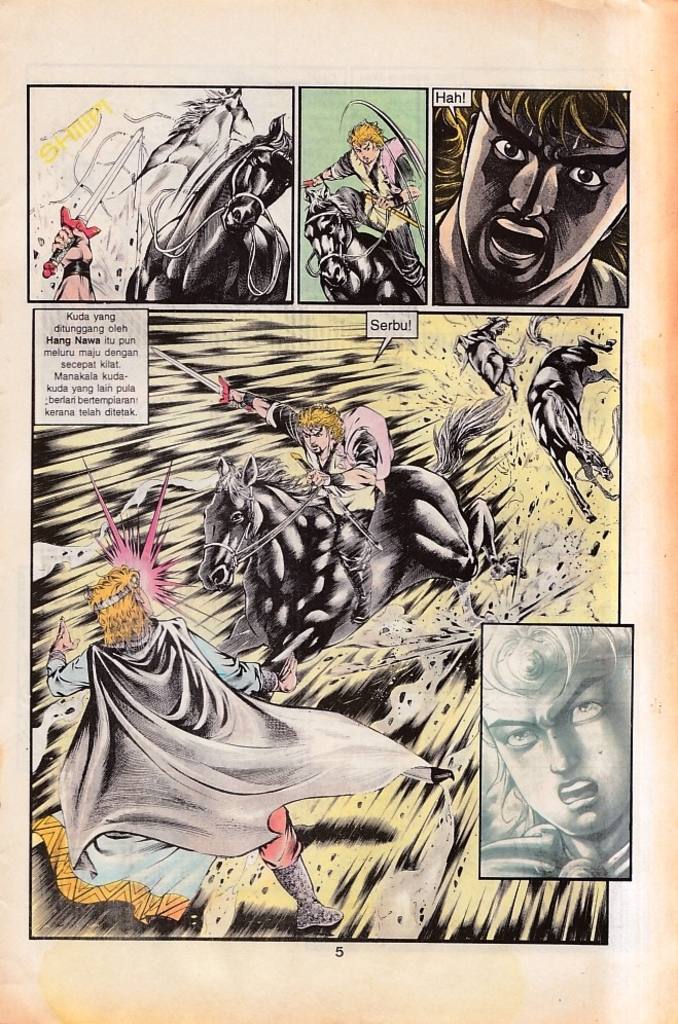 SHIIIP!
Hah!
Kuda yang
ditunggang oleh
Hang Nawa itu pun
meluru maju dengan
secepat kilat.
Manakala kuda-
kuda yang lain pula
berlari bertempiaran
kerana telah ditetak.
Serbu!
5